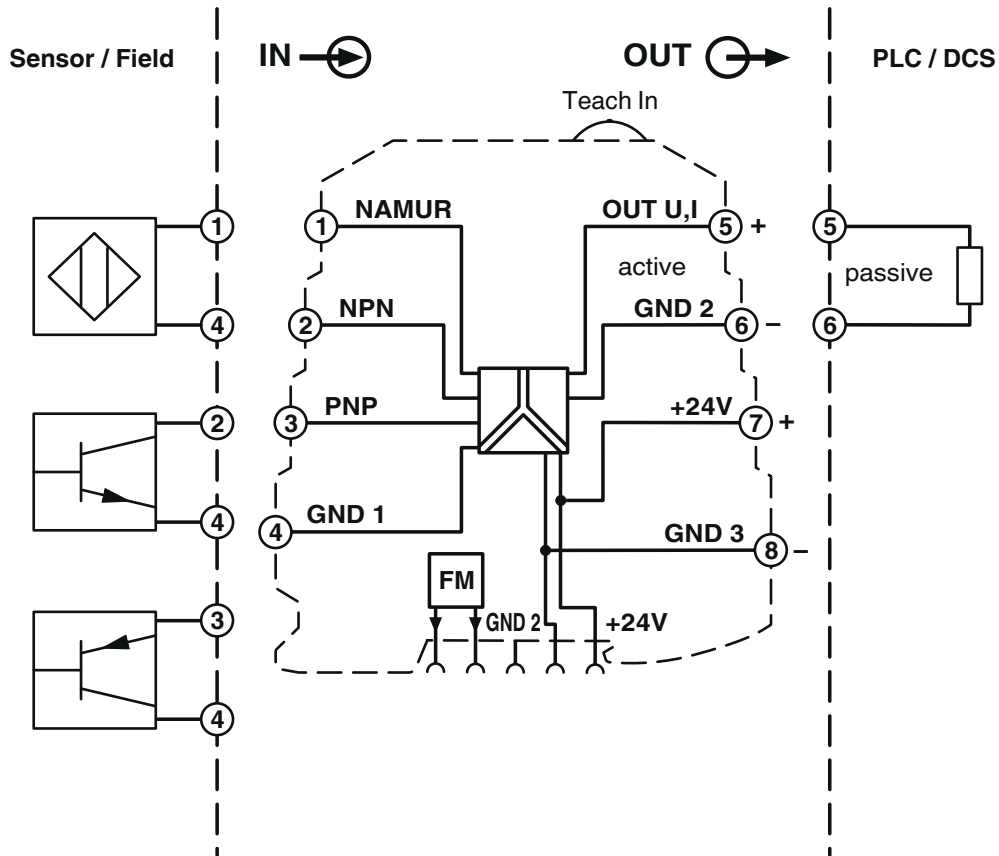 Sensor / Field
IN
OUT
PLC / DCS
Teach In
1
1
NAMUR
OUT U,I
5
+
5
active
passive
4
2
NPN
GND 2
6
–
6
2
3
PNP
+24V
7
+
4
4
GND 1
GND 3
8
–
FM
3
GND 2
+24V
4